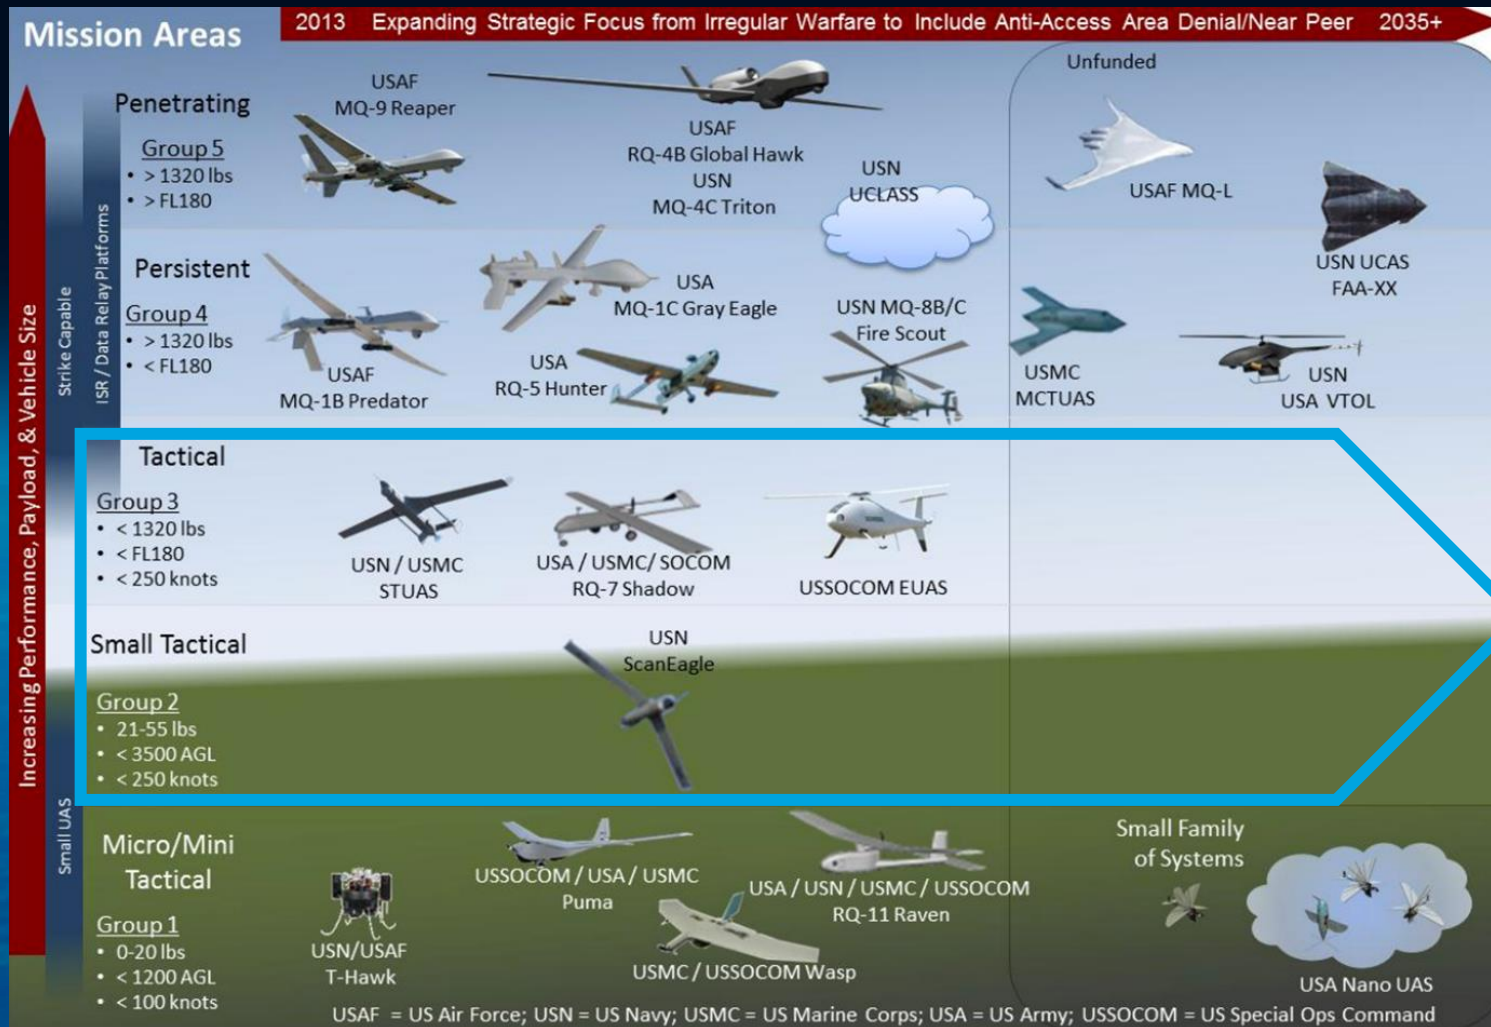 Mission Areas
2013 Expanding Strategic Focus from Irregular Warfare to Include Anti-Access Area Denial/Near Peer 2035+
Increasing Performance, Payload, & Vehicle Size
Strike Capable
ISR / Data Relay Platforms
Small UAS
Unfunded
Penetrating
Group 5
• > 1320 lbs
• > FL180
USAF
MQ-9 Reaper
USAF
RQ-4B Global Hawk
USN
MQ-4C Triton
USN
UCLASS
USAF MQ-L
USN UCAS
FAA-XX
Persistent
Group 4
• > 1320 lbs
• < FL180
USAF
MQ-1B Predator
USA
MQ-1C Gray Eagle
USA
RQ-5 Hunter
USN MQ-8B/C
Fire Scout
USMC
MCTUAS
USN
USA VTOL
Tactical
Group 3
• < 1320 lbs
• < FL180
• < 250 knots
USN / USMC
STUAS
USA / USMC/ SOCOM
RQ-7 Shadow
USSOCOM EUAS
Small Tactical
Group 2
• 21-55 lbs
• < 3500 AGL
• < 250 knots
USN
ScanEagle
Micro/Mini
Tactical
Group 1
• 0-20 lbs
• < 1200 AGL
• < 100 knots
USN/USAF
T-Hawk
USSOCOM / USA / USMC
Puma
USMC / USSOCOM Wasp
USA / USN / USMC / USSOCOM
RQ-11 Raven
Small Family
of Systems
USA Nano UAS
USAF = US Air Force; USN = US Navy; USMC = US Marine Corps; USA = US Army; USSOCOM = US Special Ops Command